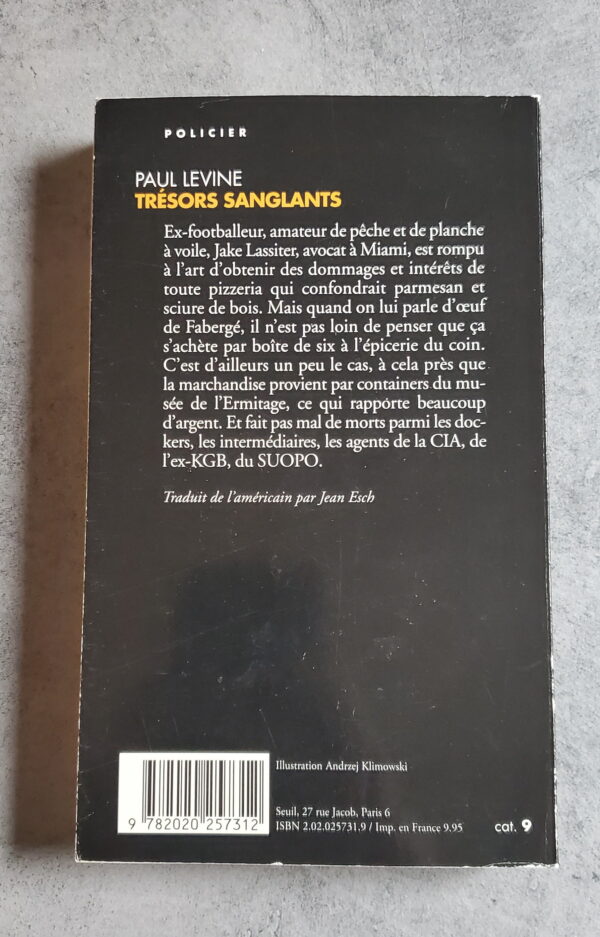 POLICIER
PAUL LEVINE
TRÉSORS SANGLANTS
Ex-footballeur, amateur de pêche et de planche
à voile, Jake Lassiter, avocat à Miami, est rompu
à l'art d'obtenir des dommages et intérêts de
toute pizzeria qui confondrait parmesan et
sciure de bois. Mais quand on lui parle d'œuf
de Fabergé, il n'est pas loin de penser que ça
s'achète par boîte de six à l'épicerie du coin.
C'est d'ailleurs un peu le cas, à cela près que
la marchandise provient par containers du mu-
sée de l'Ermitage, ce qui rapporte beaucoup
d'argent. Et fait pas mal de morts parmi les doc-
kers, les intermédiaires, les agents de la CIA, de
l'ex-KGB, du SUOPO.
Traduit de l'américain par Jean Esch
Illustration Andrzej Klimowski
Seuil, 27 rue Jacob, Paris 6
ISBN 2.02.025731.9 / Imp. en France 9.95
cat. 9
9 782020 257312